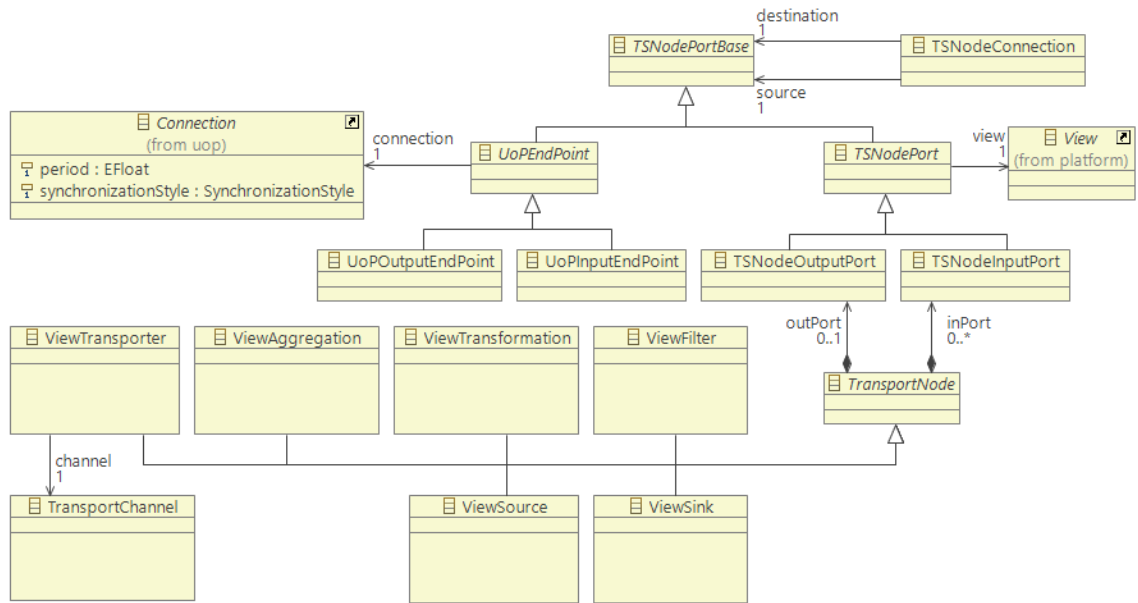 destination
1
TSNodePortBase
TSNodeConnection
source
1
Connection
(from uop)
period : EFloat
synchronizationStyle : SynchronizationStyle
connection
1
UoPEndPoint
TSNodePort
view
1
View
(from platform)
UoPOutputEndPoint
UoPInputEndPoint
TSNodeOutputPort
TSNodeInputPort
outPort
0..1
inPort
0..*
ViewTransporter
ViewAggregation
ViewTransformation
ViewFilter
TransportNode
channel
1
TransportChannel
ViewSource
ViewSink